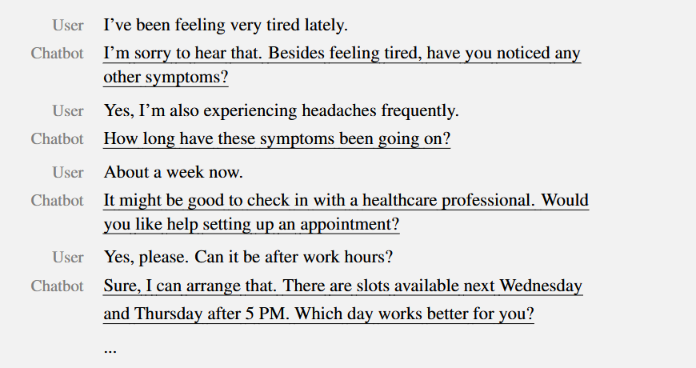 User I’ve been feeling very tired lately.
Chatbot I’m sorry to hear that. Besides feeling tired, have you noticed any
other symptoms?
User Yes, I’m also experiencing headaches frequently.
Chatbot How long have these symptoms been going on?
User About a week now.
Chatbot It might be good to check in with a healthcare professional. Would
you like help setting up an appointment?
User Yes, please. Can it be after work hours?
Chatbot Sure, I can arrange that. There are slots available next Wednesday
and Thursday after 5 PM. Which day works better for you?
...